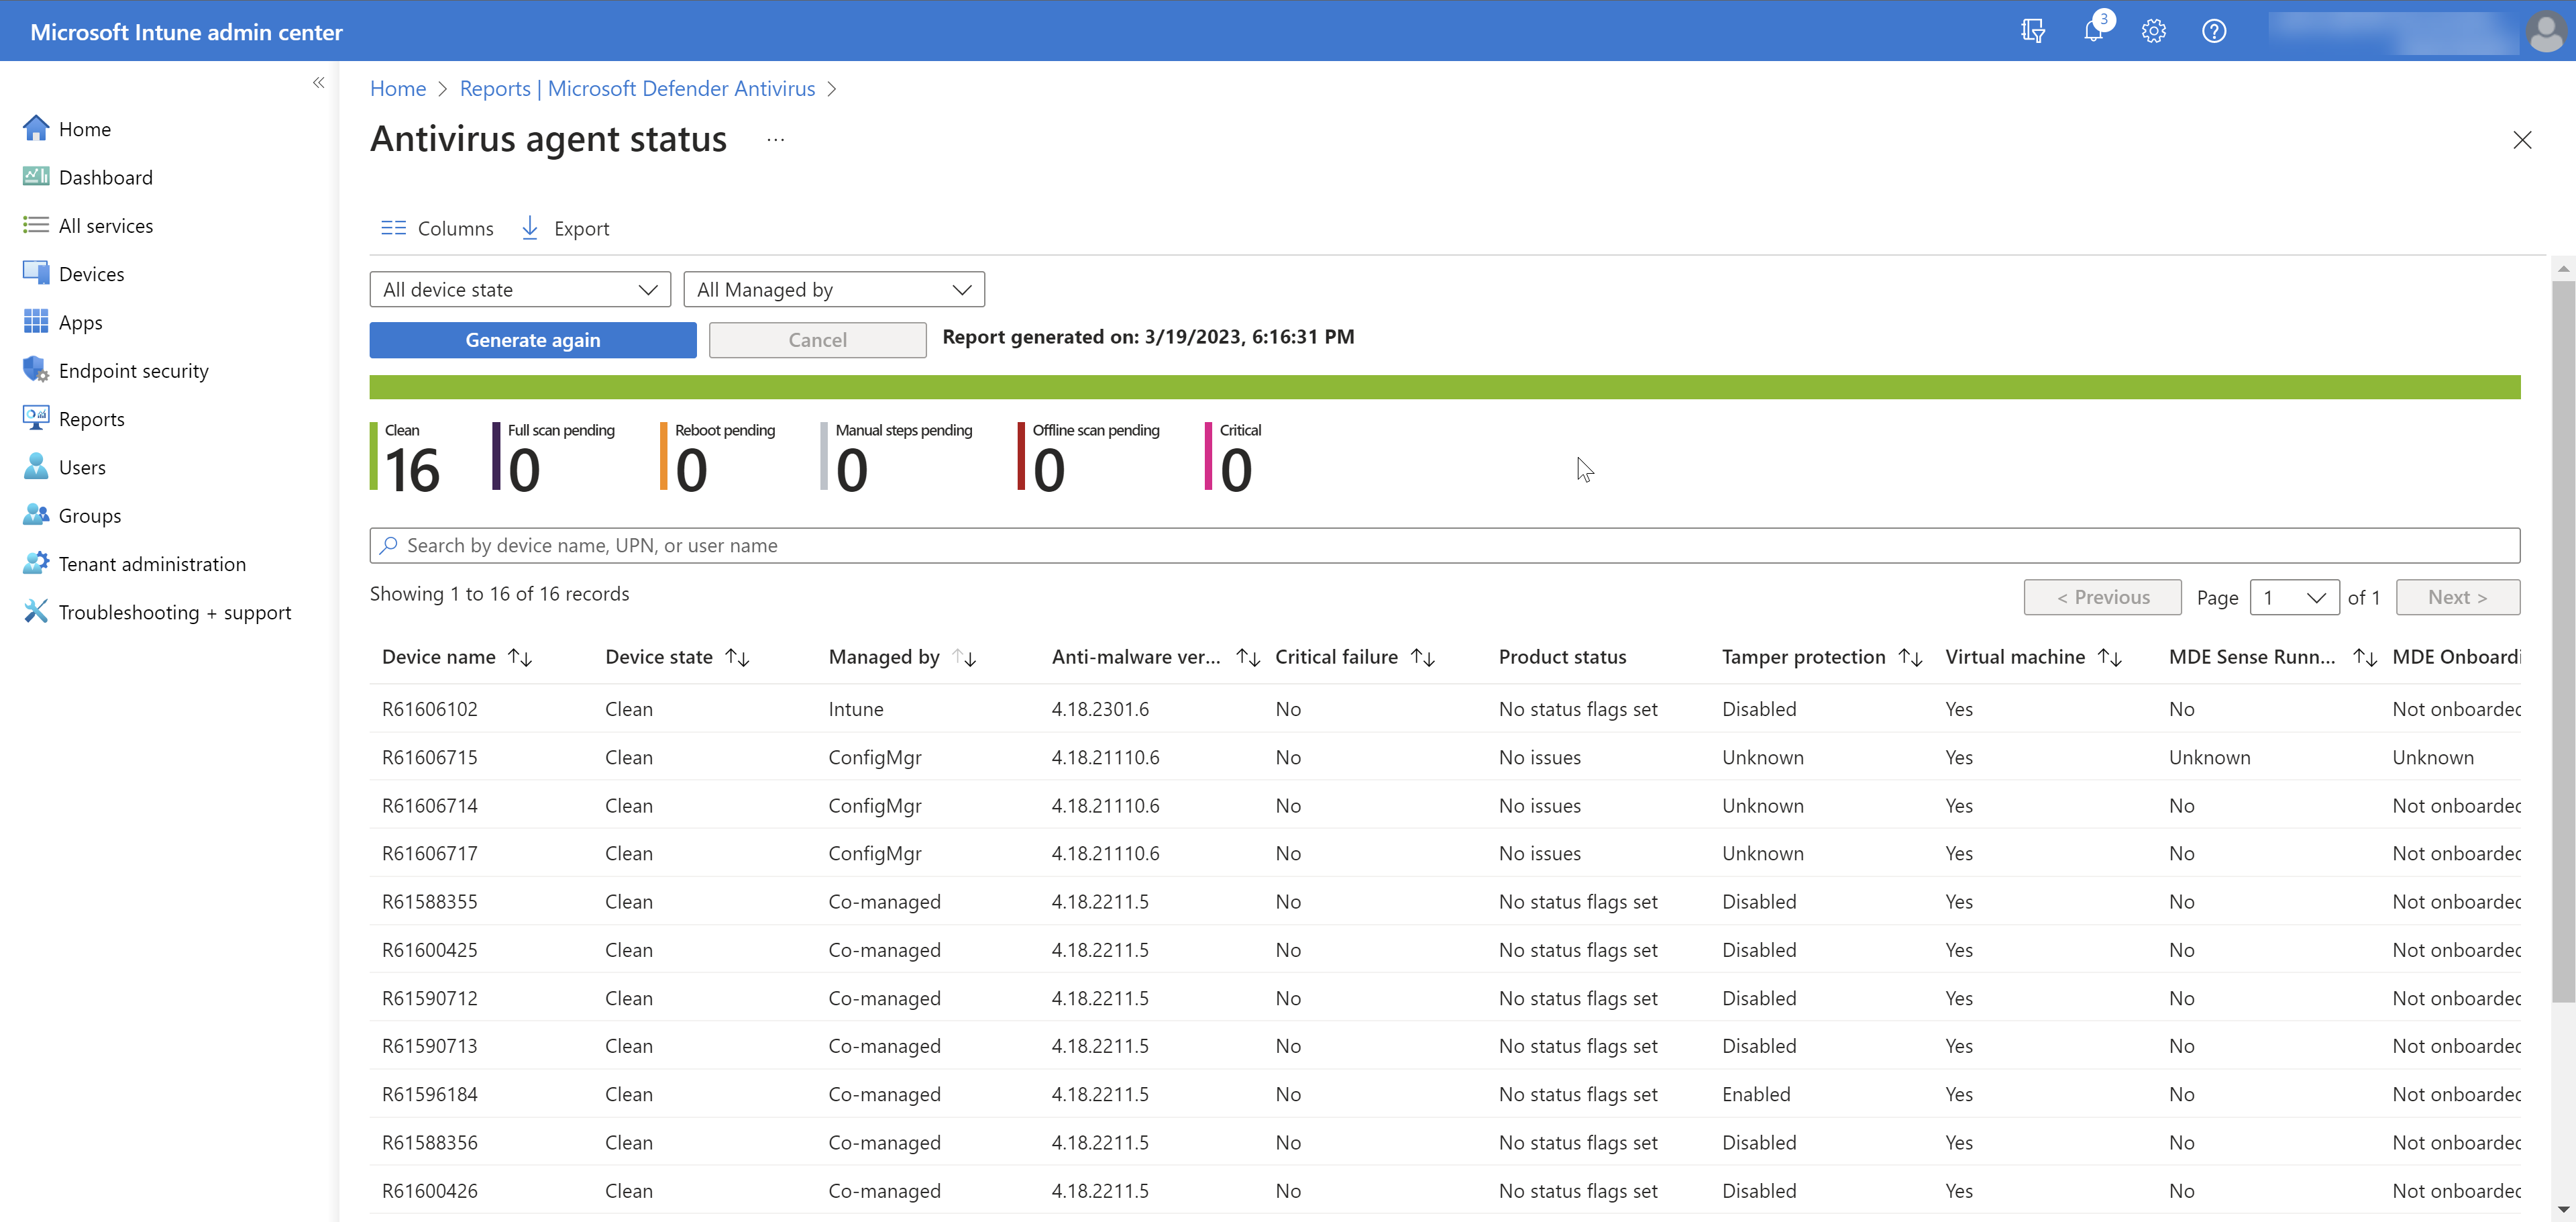 Microsoft Intune admin center
3
Home
Dashboard
All services
Devices
Apps
Endpoint security
Reports
Users
Groups
Tenant administration
Troubleshooting + support
Home > Reports | Microsoft Defender Antivirus >
Antivirus agent status ...
Columns Export
All device state All Managed by
Generate again Cancel Report generated on: 3/19/2023, 6:16:31 PM
Clean Full scan pending Reboot pending Manual steps pending Offline scan pending Critical
16 0 0 0 0 0
Search by device name, UPN, or user name
Showing 1 to 16 of 16 records < Previous Page 1 of 1 Next >
Device name Device state Managed by Anti-malware ver... Critical failure Product status Tamper protection Virtual machine MDE Sense Runn... MDE Onboardi
R61606102 Clean Intune 4.18.2301.6 No No status flags set Disabled Yes No Not onboarded
R61606715 Clean ConfigMgr 4.18.21110.6 No No issues Unknown Yes Unknown Unknown
R61606714 Clean ConfigMgr 4.18.21110.6 No No issues Unknown Yes No Not onboarded
R61606717 Clean ConfigMgr 4.18.21110.6 No No issues Unknown Yes No Not onboarded
R61588355 Clean Co-managed 4.18.2211.5 No No status flags set Disabled Yes No Not onboarded
R61600425 Clean Co-managed 4.18.2211.5 No No status flags set Disabled Yes No Not onboarded
R61590712 Clean Co-managed 4.18.2211.5 No No status flags set Disabled Yes No Not onboarded
R61590713 Clean Co-managed 4.18.2211.5 No No status flags set Disabled Yes No Not onboarded
R61596184 Clean Co-managed 4.18.2211.5 No No status flags set Enabled Yes No Not onboarded
R61588356 Clean Co-managed 4.18.2211.5 No No status flags set Disabled Yes No Not onboarded
R61600426 Clean Co-managed 4.18.2211.5 No No status flags set Disabled Yes No Not onboarded